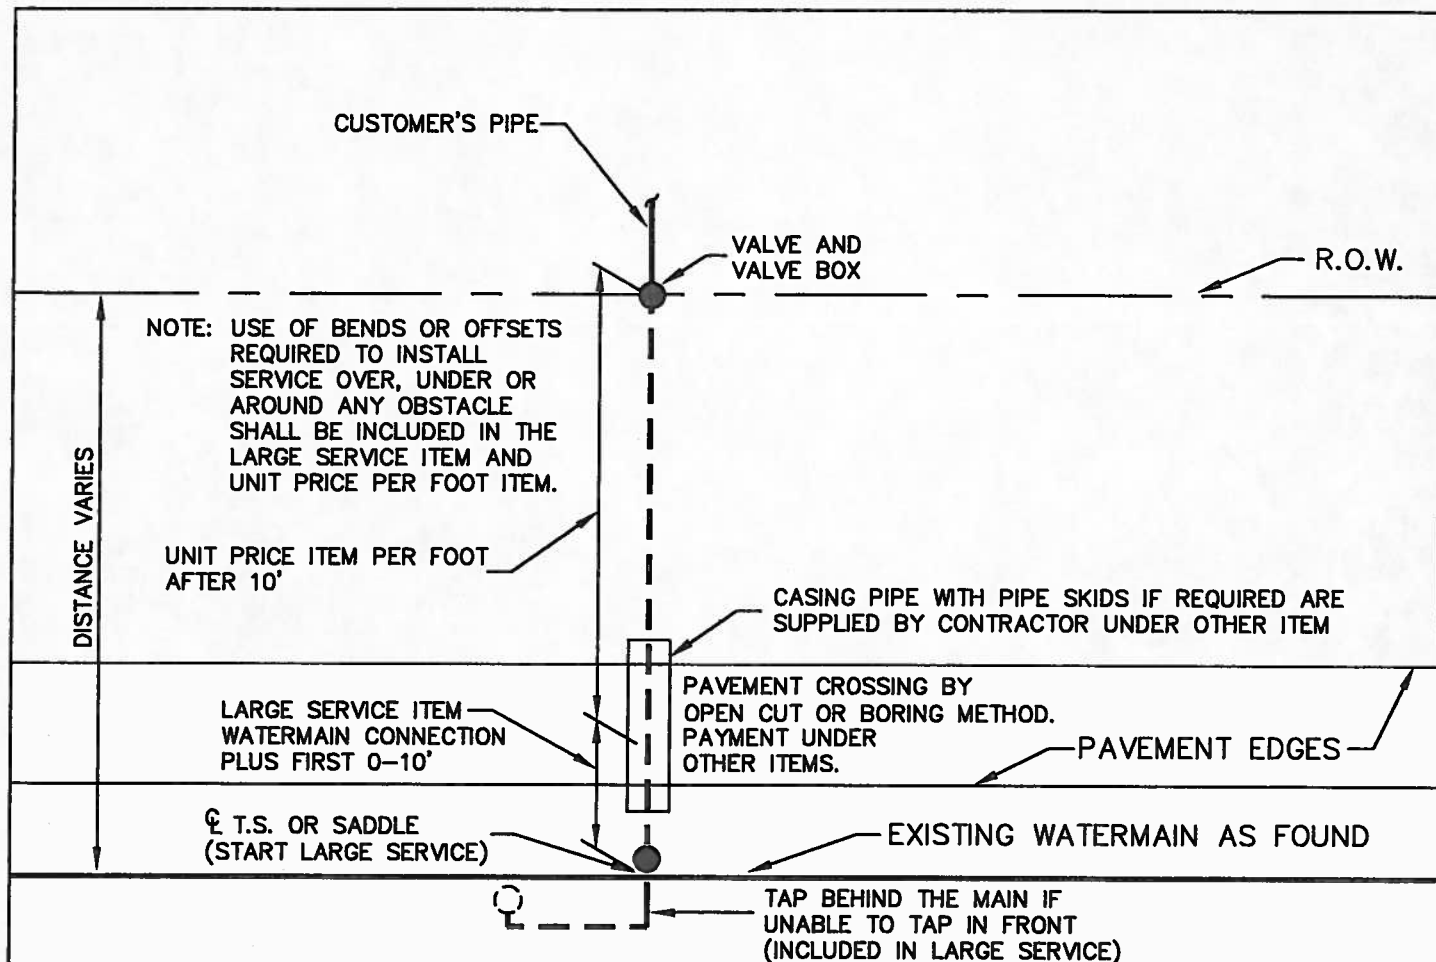 CUSTOMER'S PIPE
VALVE AND
VALVE BOX
R.O.W.
NOTE: USE OF BENDS OR OFFSETS
REQUIRED TO INSTALL
SERVICE OVER, UNDER OR
AROUND ANY OBSTACLE
SHALL BE INCLUDED IN THE
LARGE SERVICE ITEM AND
UNIT PRICE PER FOOT ITEM.
DISTANCE VARIES
UNIT PRICE ITEM PER FOOT
AFTER 10'
CASING PIPE WITH PIPE SKIDS IF REQUIRED ARE
SUPPLIED BY CONTRACTOR UNDER OTHER ITEM
PAVEMENT CROSSING BY
OPEN CUT OR BORING METHOD.
PAYMENT UNDER
OTHER ITEMS.
LARGE SERVICE ITEM
WATERMAIN CONNECTION
PLUS FIRST 0–10'
PAVEMENT EDGES
℄ T.S. OR SADDLE
(START LARGE SERVICE)
EXISTING WATERMAIN AS FOUND
TAP BEHIND THE MAIN IF
UNABLE TO TAP IN FRONT
(INCLUDED IN LARGE SERVICE)